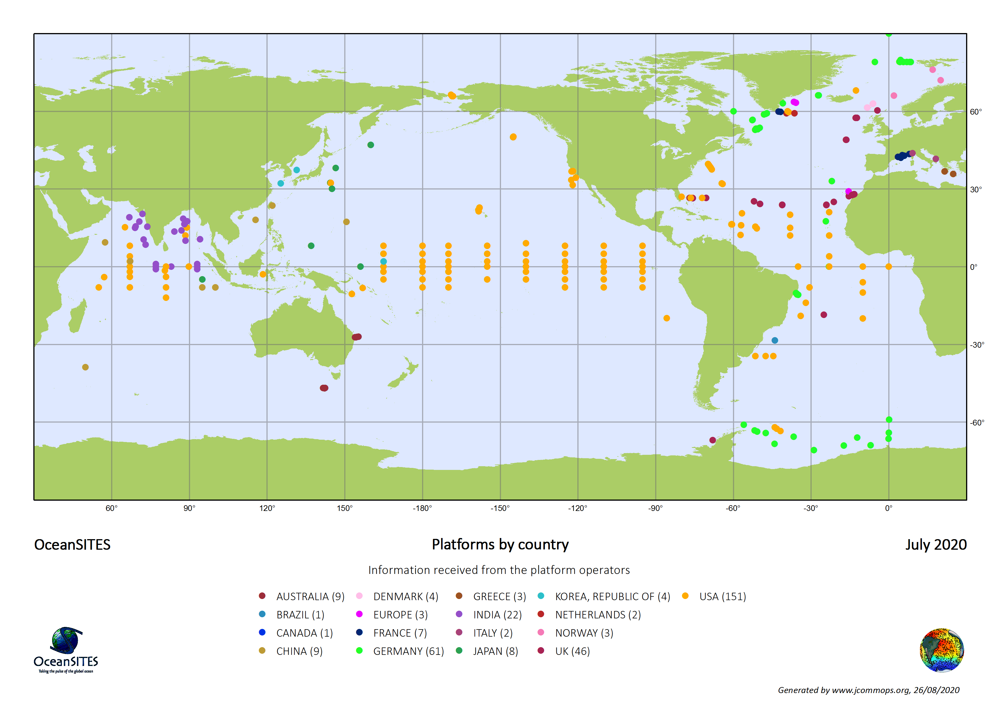 60°
30°
0°
-30°
-60°
60°
90°
120°
150°
-180°
-150°
-120°
-90°
-60°
-30°
0°
OceanSITES
Platforms by country
July 2020
Information received from the platform operators
AUSTRALIA (9)
DENMARK (4)
GREECE (3)
KOREA, REPUBLIC OF (4)
USA (151)
BRAZIL (1)
EUROPE (3)
INDIA (22)
NETHERLANDS (2)
CANADA (1)
FRANCE (7)
ITALY (2)
NORWAY (3)
CHINA (9)
GERMANY (61)
JAPAN (8)
UK (46)
OceanSITES
Taking the pulse of the global ocean
Generated by www.jcommops.org, 26/08/2020